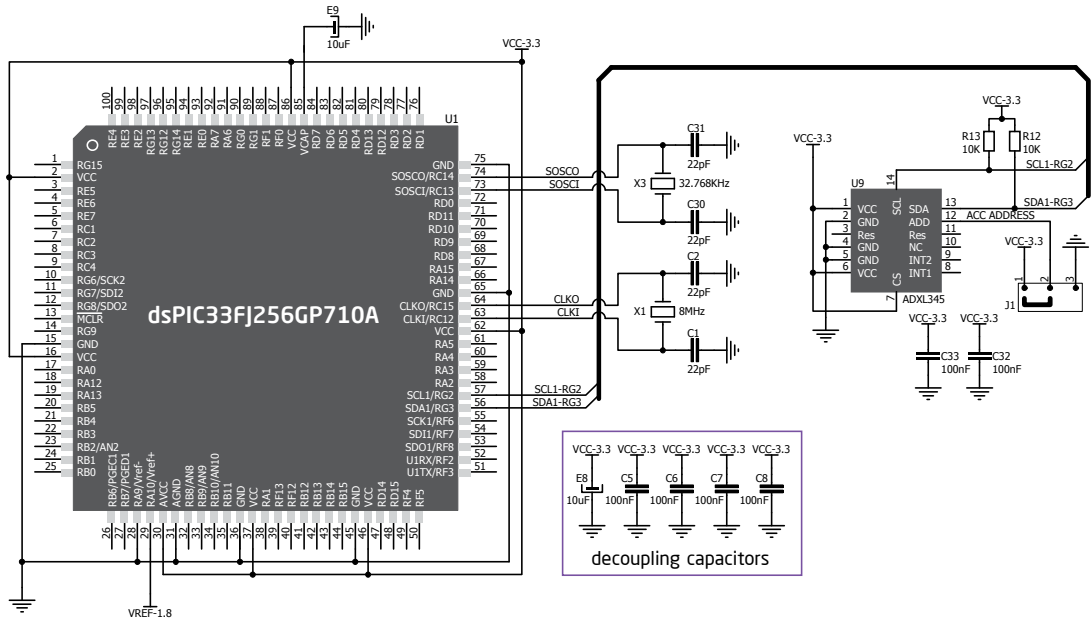 E9
10uF
VCC-3.3
100 99 98 97 96 95 94 93 92 91 90 89 88 87 86 85 84 83 82 81 80 79 78 77 76
RE4 RE3 RE2 RG13 RG12 RG14 RE1 RE0 RA7 RA6 RG0 RG1 RF1 RF0 VCC VCAP RD7 RD6 RD5 RD4 RD13 RD12 RD3 RD2 RD1
U1
1 RG15
2 VCC
3 RE5
4 RE6
5 RE7
6 RC1
7 RC2
8 RC3
9 RC4
10 RG6/SCK2
11 RG7/SDI2
12 RG8/SDO2
13 MCLR
14 RG9
15 GND
16 VCC
17 RA0
18 RA12
19 RA13
20 RB5
21 RB4
22 RB3
23 RB2/AN2
24 RB1
25 RB0
dsPIC33FJ256GP710A
GND 75
SOSCO/RC14 74
SOSCI/RC13 73
RD0 72
RD11 71
RD10 70
RD9 69
RD8 68
RA15 67
RA14 66
GND 65
CLKO/RC15 64
CLKI/RC12 63
VCC 62
RA5 61
RA4 60
RA3 59
RA2 58
SCL1/RG2 57
SDA1/RG3 56
SCK1/RF6 55
SDI1/RF7 54
SDO1/RF8 53
U1RX/RF2 52
U1TX/RF3 51
RB6/PGEC1 RB7/PGED1 RA9/Vref- RA10/Vref+ AVCC AGND RB8/AN8 RB9/AN9 RB10/AN10 RB11 GND VCC RA1 RF13 RF12 RB12 RB13 RB14 RB15 GND VCC RD14 RD15 RF4 RF5
26 27 28 29 30 31 32 33 34 35 36 37 38 39 40 41 42 43 44 45 46 47 48 49 50
VREF-1.8
SOSCO
SOSCI
C31
22pF
X3 32.768KHz
C30
22pF
CLKO
CLKI
C2
22pF
X1 8MHz
C1
22pF
SCL1-RG2
SDA1-RG3
VCC-3.3
VCC-3.3
R13
10K
R12
10K
SCL1-RG2
SDA1-RG3
ACC ADDRESS
U9
14
SCL
1 VCC
2 GND
3 Res
4 GND
5 GND
6 VCC
SDA 13
ADD 12
Res 11
NC 10
INT2 9
INT1 8
CS
7
ADXL345
VCC-3.3
1 2 3
J1
VCC-3.3
C33
100nF
VCC-3.3
C32
100nF
VCC-3.3 VCC-3.3 VCC-3.3 VCC-3.3 VCC-3.3
E8 C5 C6 C7 C8
10uF 100nF 100nF 100nF 100nF
decoupling capacitors